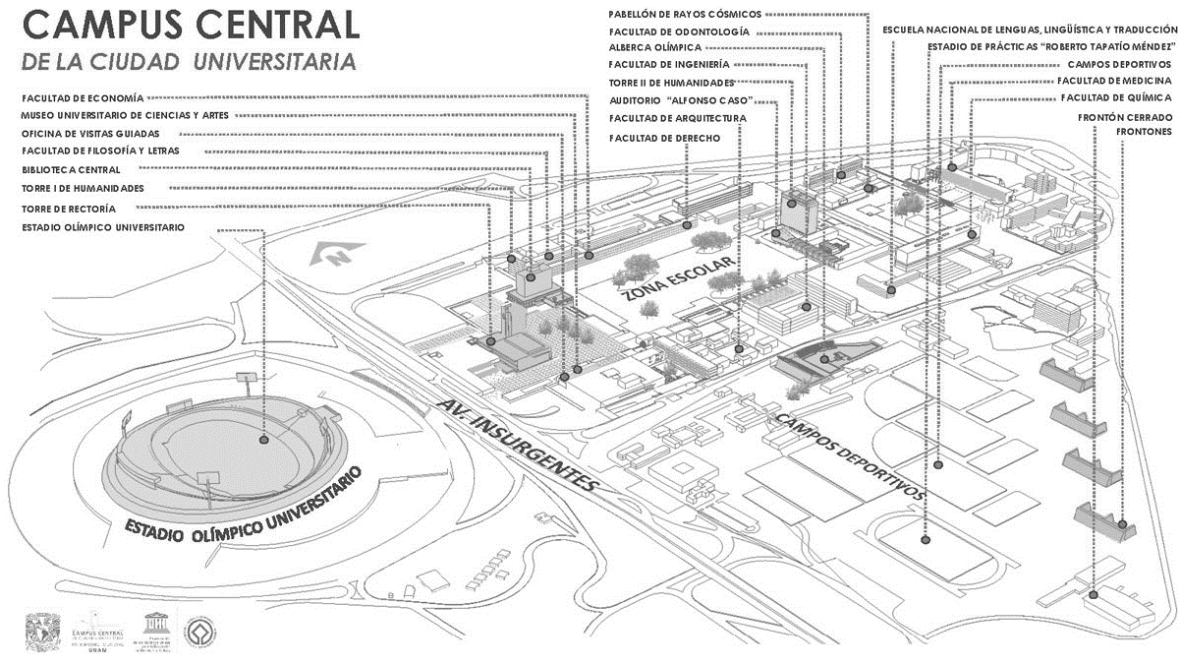 CAMPUS CENTRAL
DE LA CIUDAD UNIVERSITARIA
FACULTAD DE ECONOMÍA
MUSEO UNIVERSITARIO DE CIENCIAS Y ARTES
OFICINA DE VISITAS GUIADAS
FACULTAD DE FILOSOFÍA Y LETRAS
BIBLIOTECA CENTRAL
TORRE I DE HUMANIDADES
TORRE DE RECTORÍA
ESTADIO OLÍMPICO UNIVERSITARIO
PABELLÓN DE RAYOS CÓSMICOS
FACULTAD DE ODONTOLOGÍA
ALBERCA OLÍMPICA
FACULTAD DE INGENIERÍA
TORRE II DE HUMANIDADES
AUDITORIO "ALFONSO CASO"
FACULTAD DE ARQUITECTURA
FACULTAD DE DERECHO
ESCUELA NACIONAL DE LENGUAS, LINGÜÍSTICA Y TRADUCCIÓN
ESTADIO DE PRÁCTICAS "ROBERTO TAPATÍO MÉNDEZ"
CAMPOS DEPORTIVOS
FACULTAD DE MEDICINA
FACULTAD DE QUÍMICA
FRONTÓN CERRADO
FRONTONES
N
ZONA ESCOLAR
AV. INSURGENTES
CAMPOS DEPORTIVOS
ESTADIO OLÍMPICO UNIVERSITARIO
CAMPUS CENTRAL
UNAM